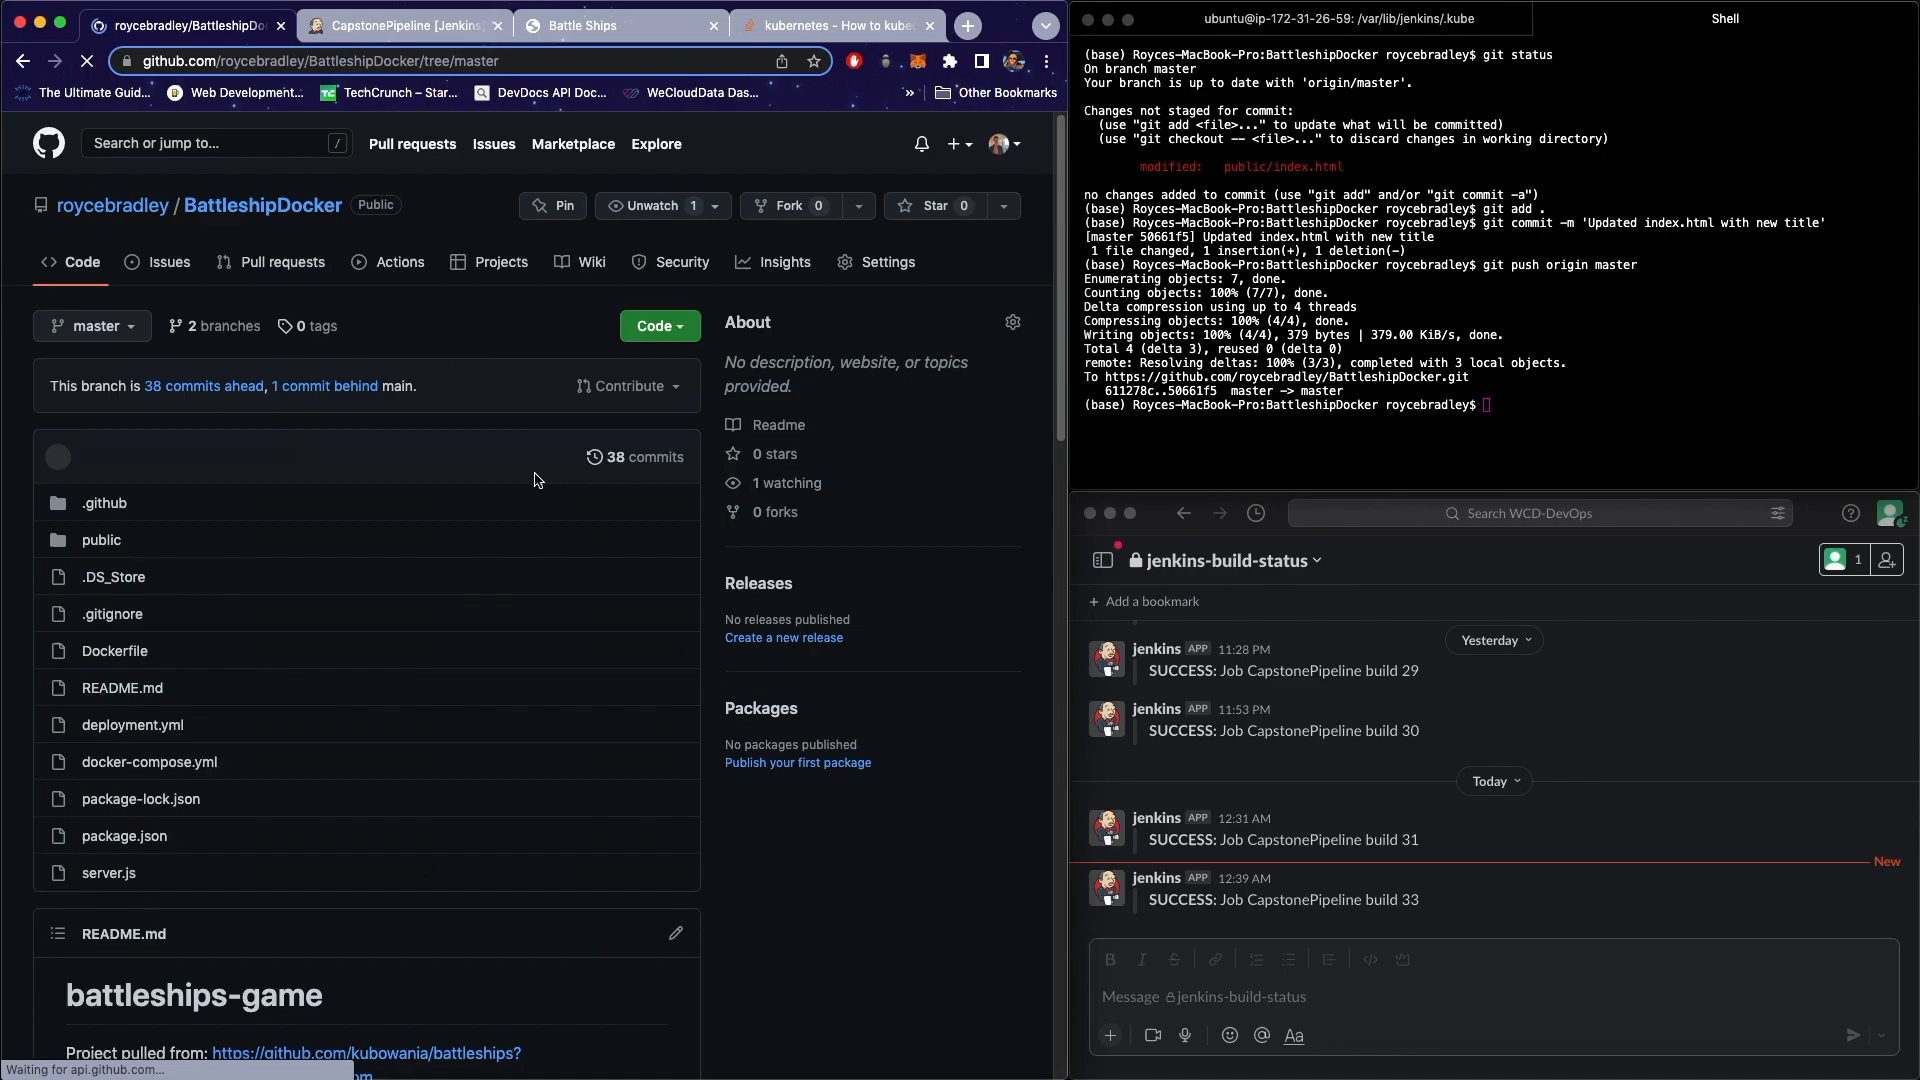 roycebradley/BattleshipDo
CapstonePipeline [Jenkins]
Battle Ships
kubernetes - How to kubec
github.com/roycebradley/BattleshipDocker/tree/master
The Ultimate Guid...
Web Development...
TechCrunch – Star...
DevDocs API Doc...
WeCloudData Das...
»
Other Bookmarks
Search or jump to...
/
Pull requests
Issues
Marketplace
Explore
roycebradley / BattleshipDocker
Public
Pin
Unwatch 1
Fork 0
Star 0
Code
Issues
Pull requests
Actions
Projects
Wiki
Security
Insights
Settings
master
2 branches
0 tags
Code
This branch is 38 commits ahead, 1 commit behind main.
Contribute
38 commits
.github
public
.DS_Store
.gitignore
Dockerfile
README.md
deployment.yml
docker-compose.yml
package-lock.json
package.json
server.js
README.md
battleships-game
Project pulled from: https://github.com/kubowania/battleships?
Waiting for api.github.com...
About
No description, website, or topics
provided.
Readme
0 stars
1 watching
0 forks
Releases
No releases published
Create a new release
Packages
No packages published
Publish your first package
ubuntu@ip-172-31-26-59: /var/lib/jenkins/.kube
Shell
(base) Royces-MacBook-Pro:BattleshipDocker roycebradley$ git status
On branch master
Your branch is up to date with 'origin/master'.
Changes not staged for commit:
(use "git add <file>..." to update what will be committed)
(use "git checkout -- <file>..." to discard changes in working directory)
modified: public/index.html
no changes added to commit (use "git add" and/or "git commit -a")
(base) Royces-MacBook-Pro:BattleshipDocker roycebradley$ git add .
(base) Royces-MacBook-Pro:BattleshipDocker roycebradley$ git commit -m 'Updated index.html with new title'
[master 50661f5] Updated index.html with new title
1 file changed, 1 insertion(+), 1 deletion(-)
(base) Royces-MacBook-Pro:BattleshipDocker roycebradley$ git push origin master
Enumerating objects: 7, done.
Counting objects: 100% (7/7), done.
Delta compression using up to 4 threads
Compressing objects: 100% (4/4), done.
Writing objects: 100% (4/4), 379 bytes | 379.00 KiB/s, done.
Total 4 (delta 3), reused 0 (delta 0)
remote: Resolving deltas: 100% (3/3), completed with 3 local objects.
To https://github.com/roycebradley/BattleshipDocker.git
611278c..50661f5 master -> master
(base) Royces-MacBook-Pro:BattleshipDocker roycebradley$
Search WCD-DevOps
jenkins-build-status
1
+ Add a bookmark
Yesterday
jenkins APP 11:28 PM
SUCCESS: Job CapstonePipeline build 29
jenkins APP 11:53 PM
SUCCESS: Job CapstonePipeline build 30
Today
jenkins APP 12:31 AM
SUCCESS: Job CapstonePipeline build 31
New
jenkins APP 12:39 AM
SUCCESS: Job CapstonePipeline build 33
B I S
Message jenkins-build-status
Aa